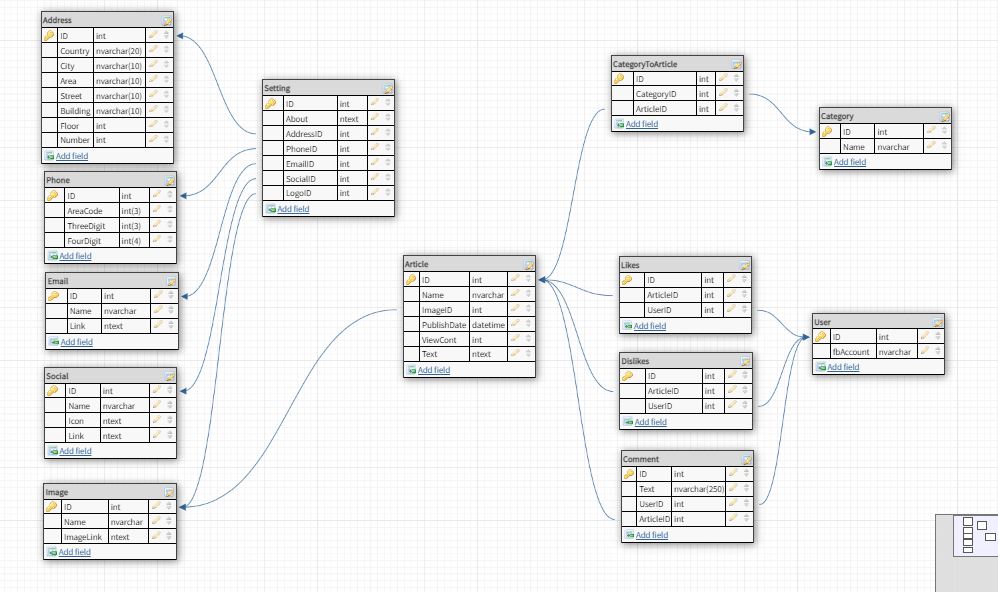 Address
ID int
Country nvarchar(20)
City nvarchar(10)
Area nvarchar(10)
Street nvarchar(10)
Building nvarchar(10)
Floor int
Number int
Add field
Phone
ID int
AreaCode int(3)
ThreeDigit int(3)
FourDigit int(4)
Add field
Email
ID int
Name nvarchar
Link ntext
Add field
Social
ID int
Name nvarchar
Icon ntext
Link ntext
Add field
Image
ID int
Name nvarchar
ImageLink ntext
Add field
Setting
ID int
About ntext
AddressID int
PhoneID int
EmailID int
SocialID int
LogoID int
Add field
Article
ID int
Name nvarchar
ImageID int
PublishDate datetime
ViewCont int
Text ntext
Add field
CategoryToArticle
ID int
CategoryID int
ArticleID int
Add field
Category
ID int
Name nvarchar
Add field
Likes
ID int
ArticleID int
UserID int
Add field
Dislikes
ID int
ArticleID int
UserID int
Add field
Comment
ID int
Text nvarchar(250)
UserID int
ArticleID int
Add field
User
ID int
fbAccount nvarchar
Add field